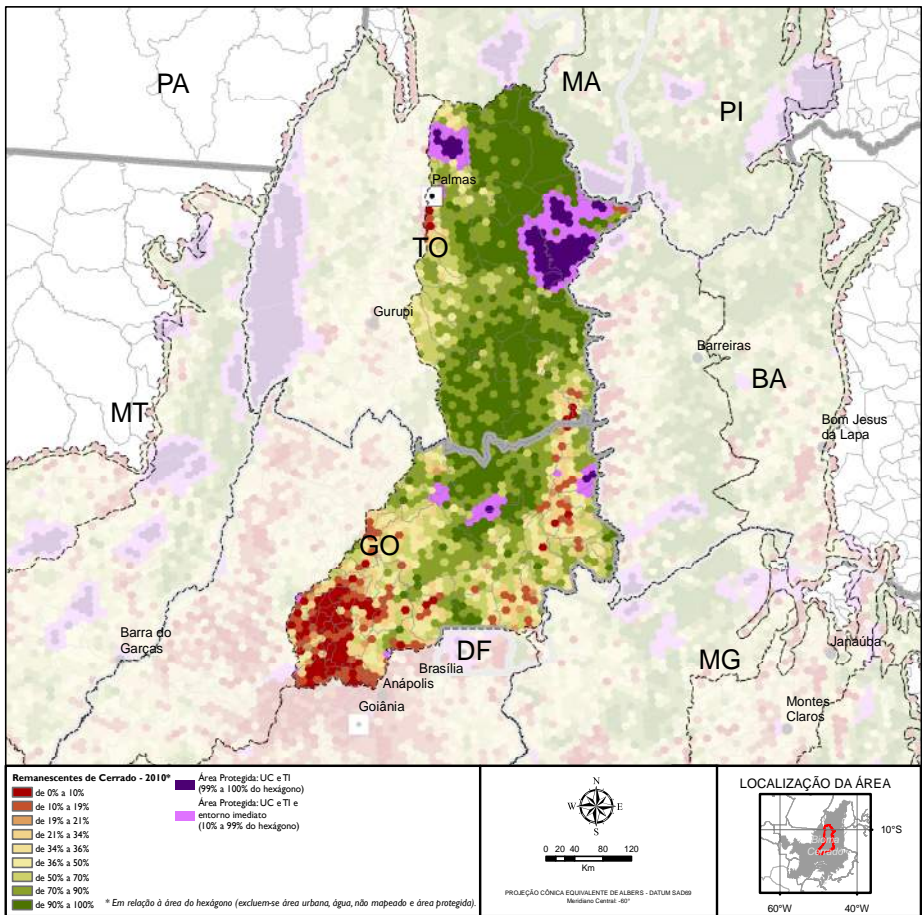 PA
MA
PI
Palmas
TO
Gurupi
Barreiras
BA
MT
Bom Jesus
da Lapa
GO
Barra do
Garças
DF
Brasília
Anápolis
Goiânia
MG
Janaúba
Montes
Claros
Remanescentes de Cerrado - 2010*
de 0% a 10%
de 10% a 19%
de 19% a 21%
de 21% a 34%
de 34% a 36%
de 36% a 50%
de 50% a 70%
de 70% a 90%
de 90% a 100%
Área Protegida: UC e TI
(99% a 100% do hexágono)
Área Protegida: UC e TI e
entorno imediato
(10% a 99% do hexágono)
* Em relação à área do hexágono (excluem-se área urbana, água, não mapeado e área protegida).
N
W E
S
0 20 40 80 120
Km
PROJEÇÃO CÔNICA EQUIVALENTE DE ALBERS - DATUM SAD69
Meridiano Central: -60°
LOCALIZAÇÃO DA ÁREA
Bioma
Cerrado
10°S
60°W 40°W